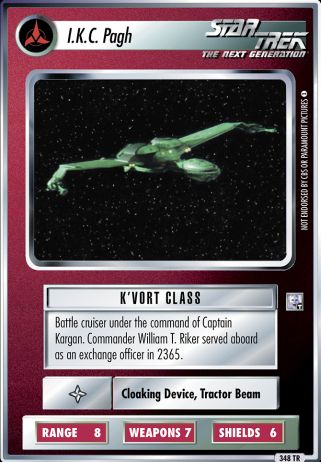 I.K.C. Pagh
STAR TREK
THE NEXT GENERATION
NOT ENDORSED BY CBS OR PARAMOUNT PICTURES
K'VORT CLASS
Battle cruiser under the command of Captain
Kargan. Commander William T. Riker served aboard
as an exchange officer in 2365.
Cloaking Device, Tractor Beam
RANGE 8 WEAPONS 7 SHIELDS 6
348 TR